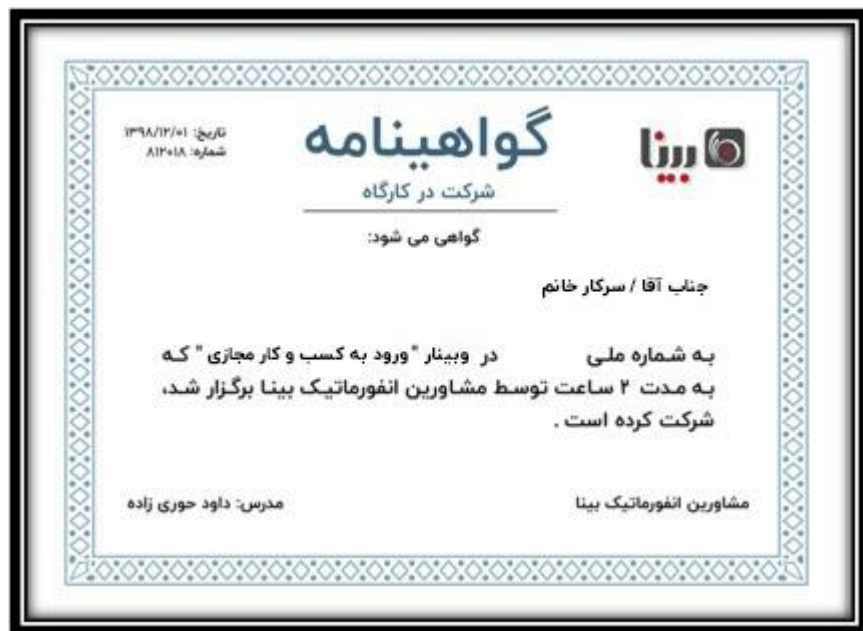 بینا
گواهینامه
تاریخ: ۱۳۹۸/۱۲/۰۱
شماره: ۸۱۲۰۱۸
شرکت در کارگاه
گواهی می شود:
جناب آقا / سرکار خانم
به شماره ملی در وبینار " ورود به کسب و کار مجازی " که
به مدت ۲ ساعت توسط مشاورین انفورماتیک بینا برگزار شد،
شرکت کرده است .
مشاورین انفورماتیک بینا
مدرس: داود حوری زاده